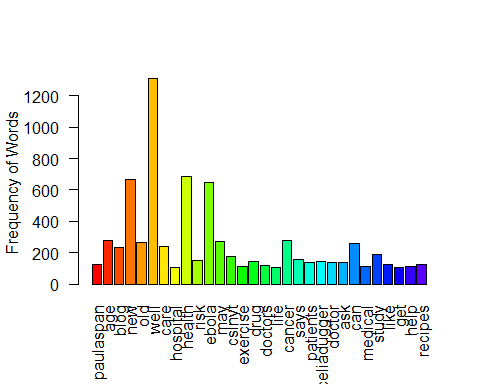 Frequency of Words
1200
1000
800
600
400
200
0
paulaspan
age
blog
new
old
well
care
hospital
health
risk
ebola
may
cslnyt
exercise
drug
doctors
life
cancer
says
patients
celiadugger
doctor
ask
can
medical
study
like
get
help
recipes